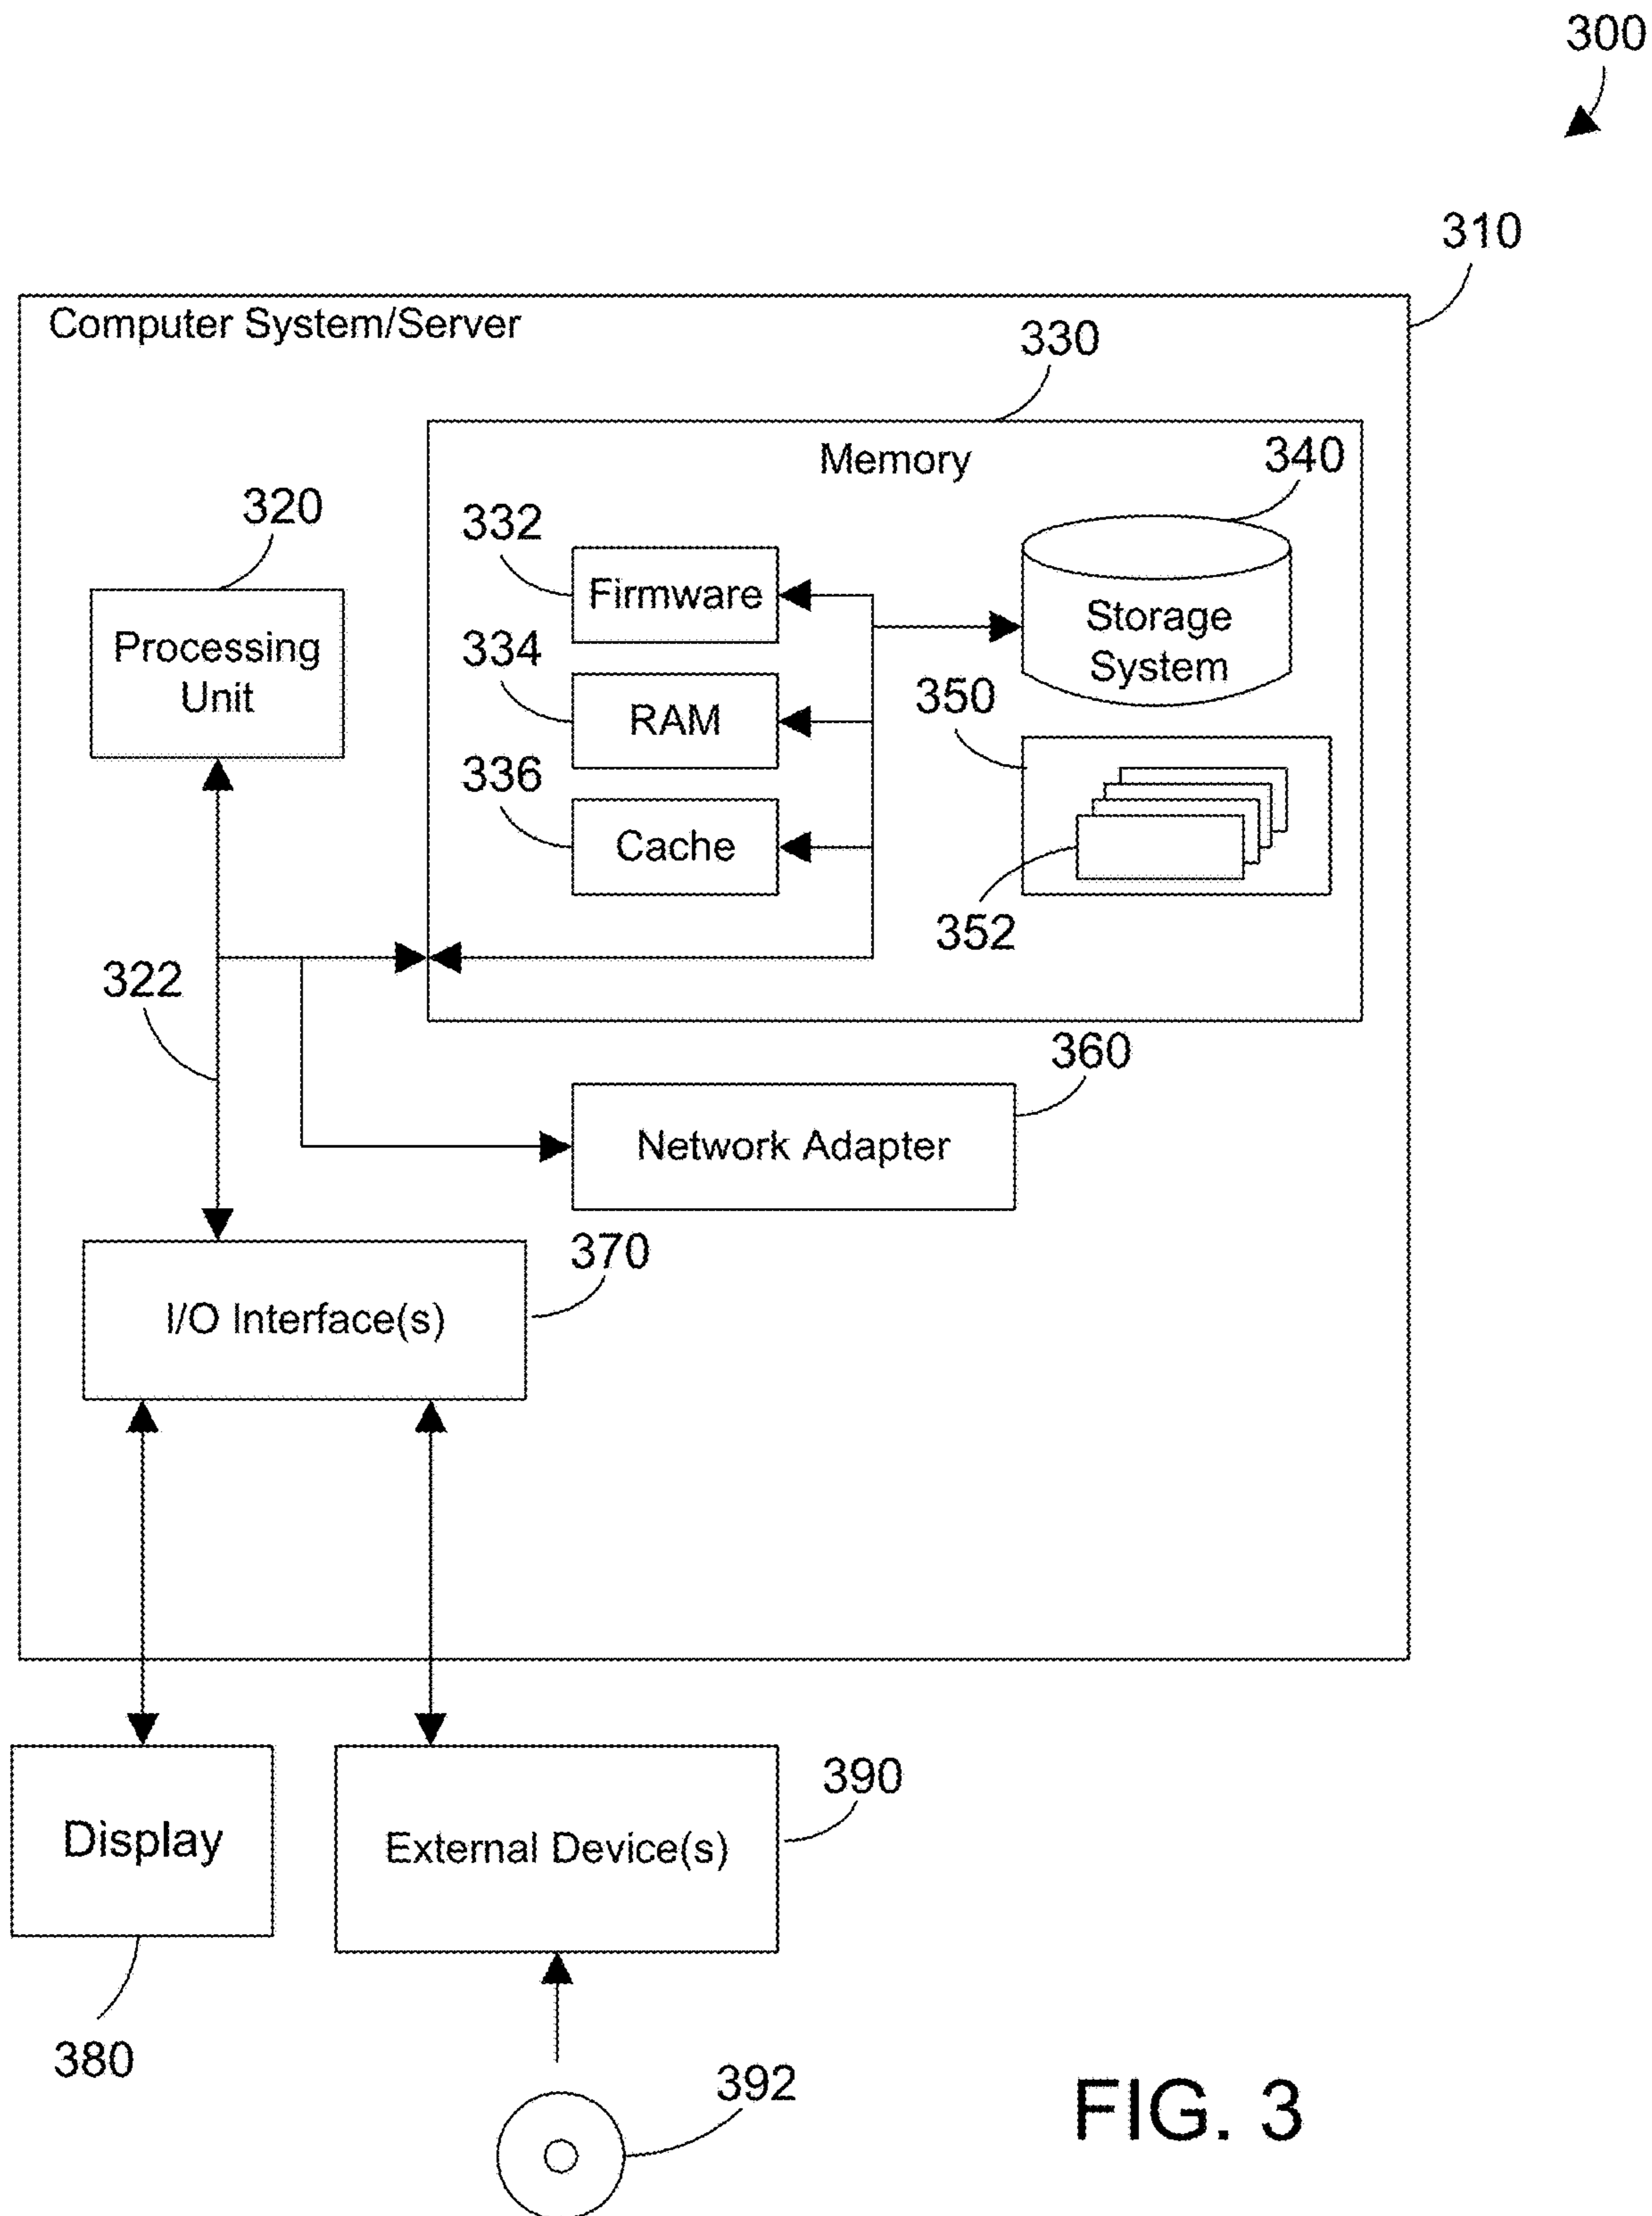 300
310
Computer System/Server
330
Memory
340
320
332
Firmware
Storage
System
Processing
Unit
334
RAM
350
336
Cache
352
322
360
Network Adapter
370
I/O Interface(s)
390
Display
External Device(s)
380
392
FIG. 3